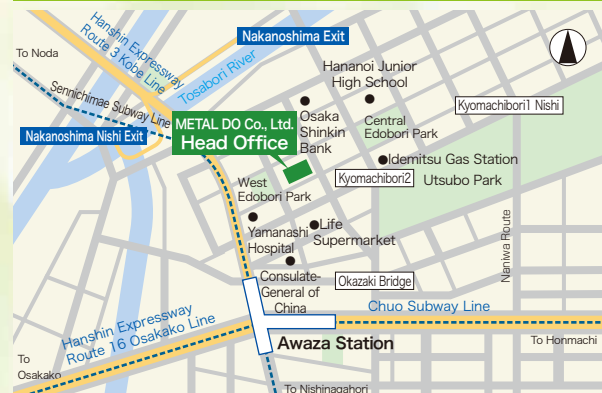 Hanshin Expressway
Route 3 Kobe Line
Nakanoshima Exit
To Noda
Tosabori River
Sennichimae Subway Line
Hananoi Junior
High School
Kyomachibori1 Nishi
METAL DO Co., Ltd.
Head Office
Osaka
Shinkin
Bank
Central
Edobori Park
Nakanoshima Nishi Exit
Idemitsu Gas Station
Kyomachibori2
Utsubo Park
West
Edobori Park
Yamanashi
Hospital
Life
Supermarket
Naniwa Route
Consulate-
General of
China
Okazaki Bridge
Chuo Subway Line
Hanshin Expressway
Route 16 Osakako Line
Awaza Station
To Honmachi
To
Osakako
To Nishinagahori